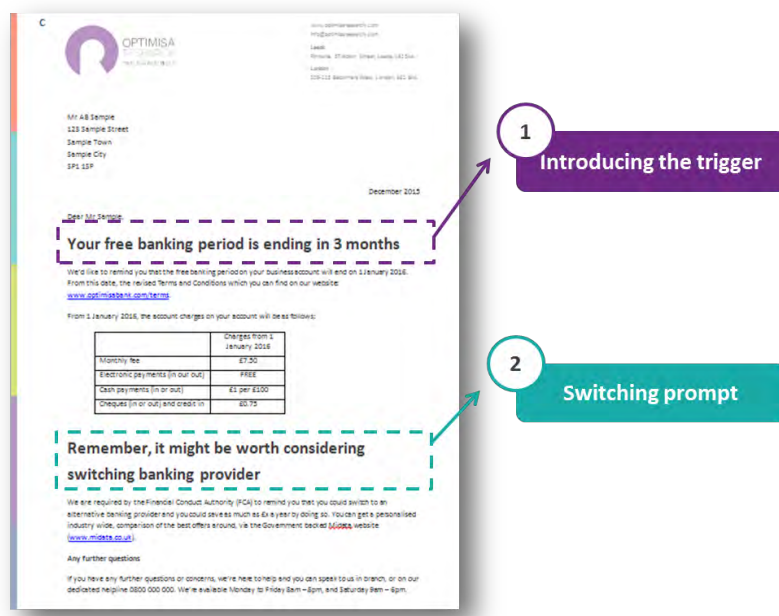 C
OPTIMISA
www.optimisaresearch.com
info@optimisaresearch.com
Leeds
London
Mr AB Sample
123 Sample Street
Sample Town
Sample City
SP1 1SP
December 2015
Dear Mr Sample,
Your free banking period is ending in 3 months
We'd like to remind you that the free banking period on your business account will end on 1 January 2016.
From this date, the revised Terms and Conditions which you can find on our website:
www.optimisabank.com/terms.
From 1 January 2016, the account charges on your account will be as follows:
Charges from 1
January 2016
Monthly fee £7.50
Electronic payments (in our out) FREE
Cash payments (in or out) £1 per £100
Cheques (in or out) and credit in £0.75
Remember, it might be worth considering
switching banking provider
We are required by the Financial Conduct Authority (FCA) to remind you that you could switch to an
alternative banking provider and you could save as much as £x a year by doing so. You can get a personalised
industry wide, comparison of the best offers around, via the Government backed Midata website
(www.midata.co.uk).
Any further questions
If you have any further questions or concerns, we're here to help and you can speak to us in branch, or on our
dedicated helpline 0800 000 000. We're available Monday to Friday 8am – 8pm, and Saturday 9am – 6pm.
1
Introducing the trigger
2
Switching prompt